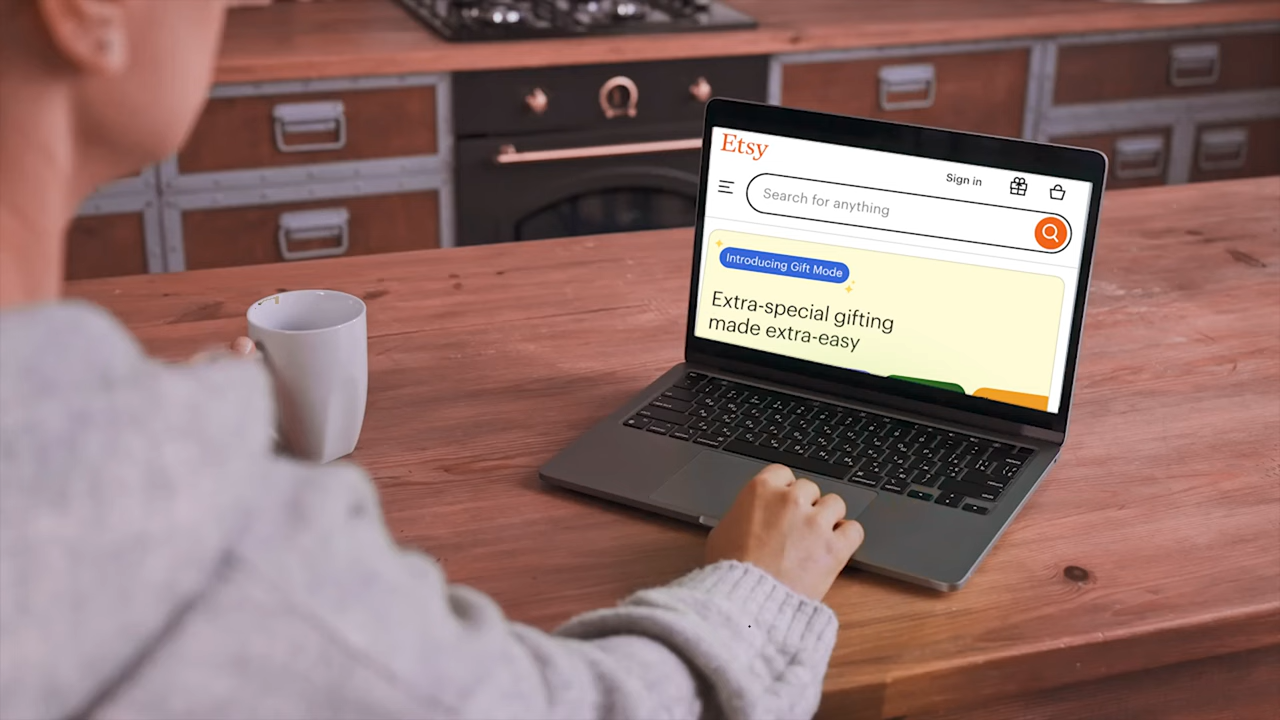 Etsy
Sign in
Search for anything
Introducing Gift Mode
Extra-special gifting
made extra-easy